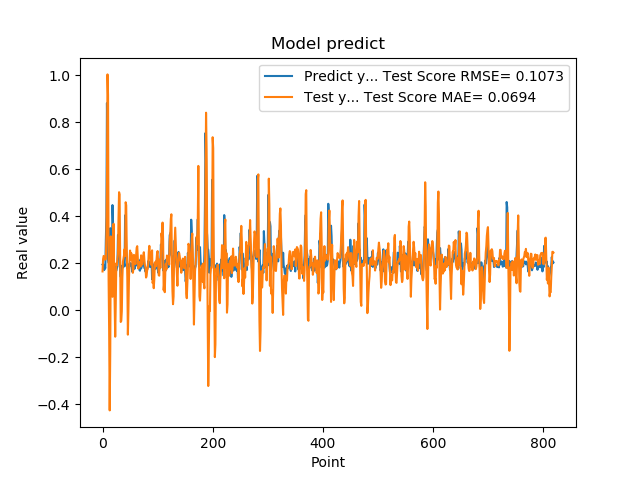 Model predict
Predict y... Test Score RMSE= 0.1073
Test y... Test Score MAE= 0.0694
1.0
0.8
0.6
0.4
0.2
0.0
−0.2
−0.4
Real value
0 200 400 600 800
Point